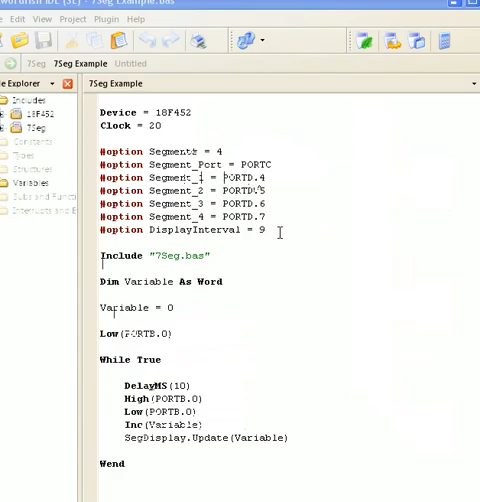 7Seg Example.bas
Edit View Project Plugin Help
7Seg 7Seg Example Untitled
Explorer 7Seg Example
Includes
18F452
7Seg
Constants
Types
Structures
Variables
Subs and Functi
Interrupts and E
Device = 18F452
Clock = 20
#option Segments = 4
#option Segment_Port = PORTC
#option Segment_1 = PORTD.4
#option Segment_2 = PORTD.5
#option Segment_3 = PORTD.6
#option Segment_4 = PORTD.7
#option DisplayInterval = 9
Include "7Seg.bas"
Dim Variable As Word
Variable = 0
Low(PORTB.0)
While True
DelayMS(10)
High(PORTB.0)
Low(PORTB.0)
Inc(Variable)
SegDisplay.Update(Variable)
Wend